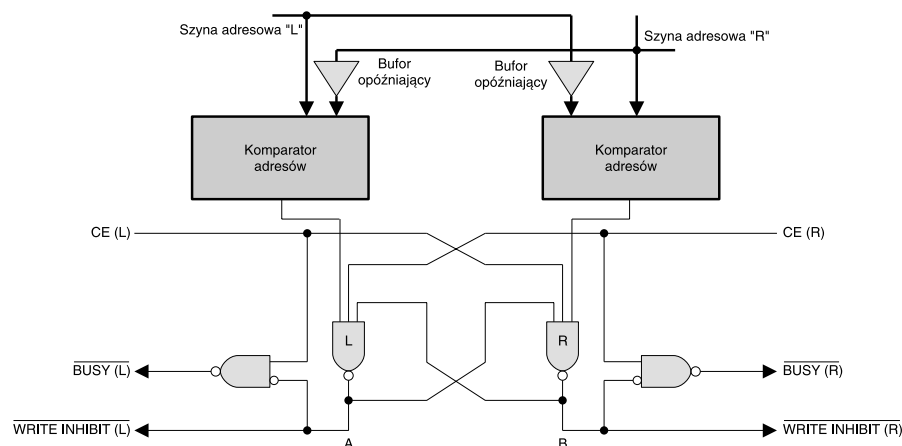 Szyna adresowa "L"
Szyna adresowa "R"
Bufor
opóźniający
Bufor
opóźniający
Komparator
adresów
Komparator
adresów
CE (L)
CE (R)
L
R
BUSY (L)
BUSY (R)
WRITE INHIBIT (L)
A
B
WRITE INHIBIT (R)